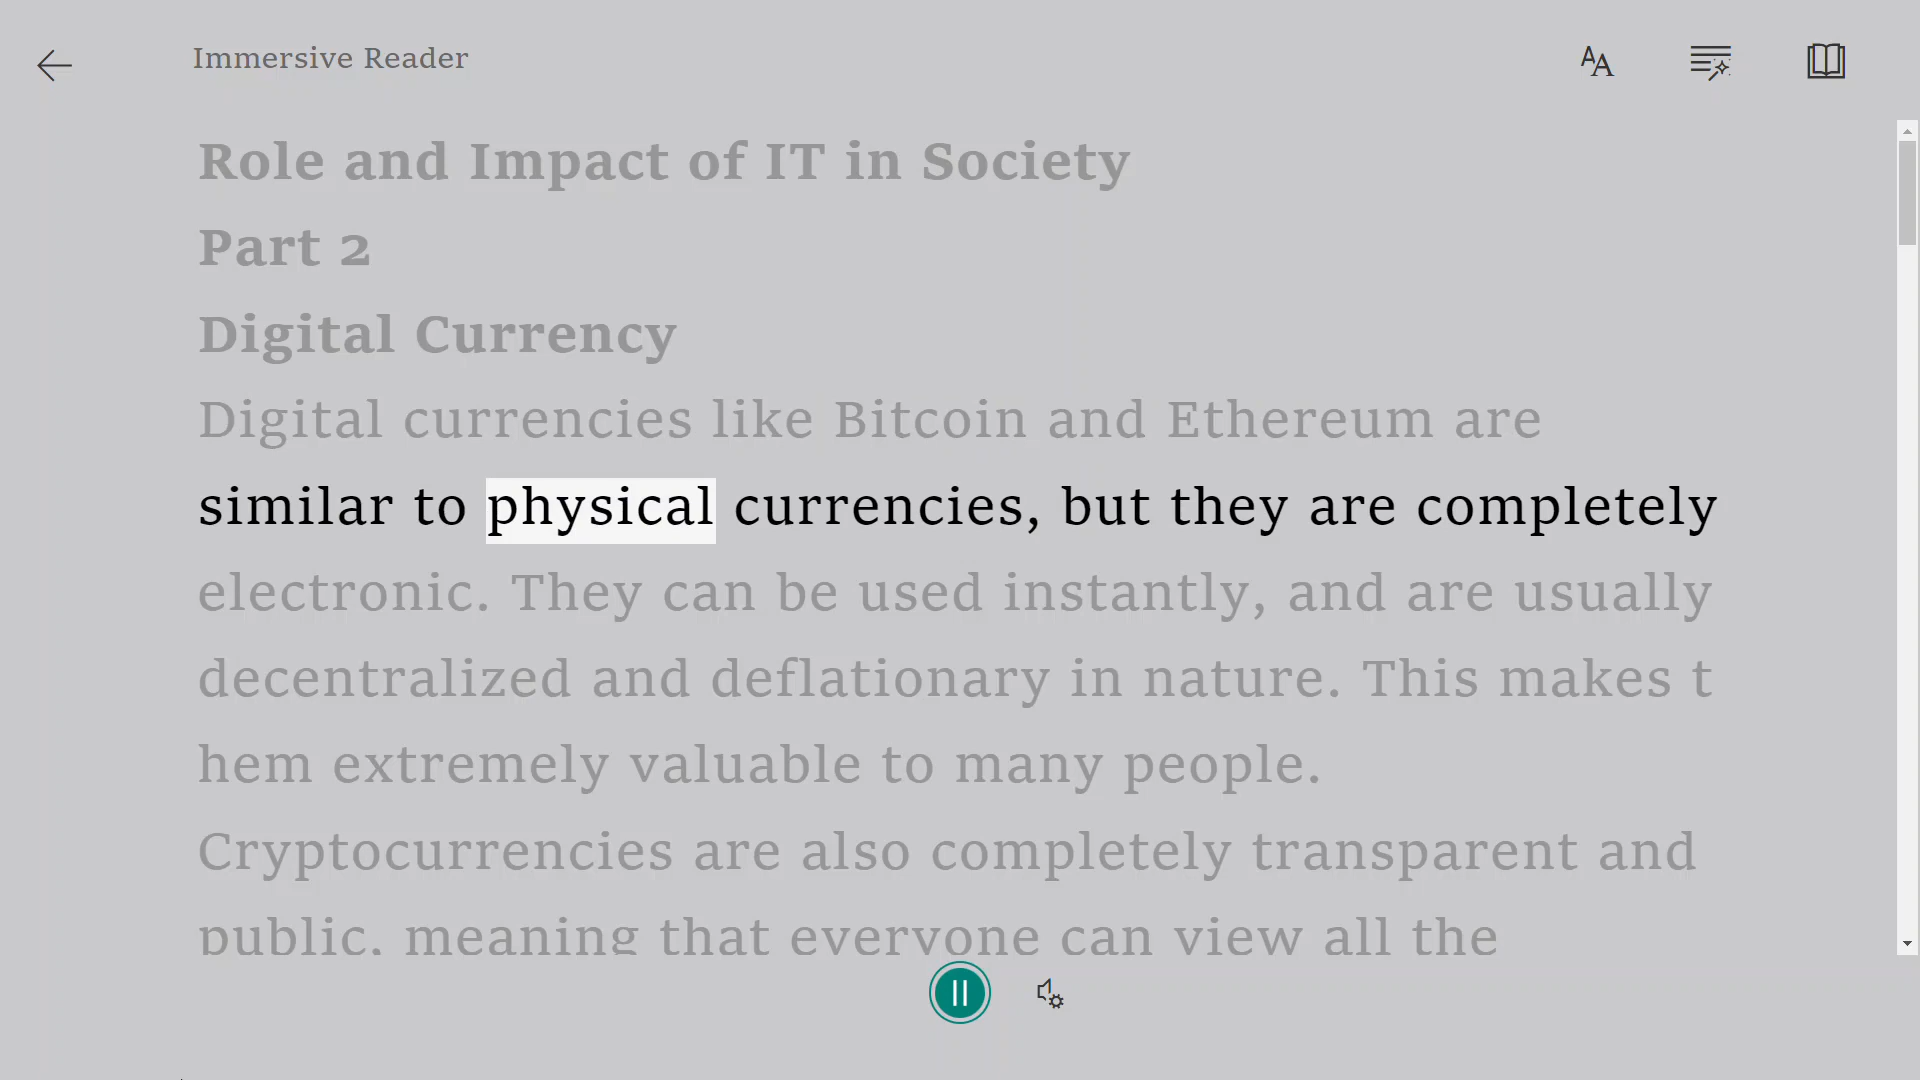 Immersive Reader
Role and Impact of IT in Society
Part 2
Digital Currency
Digital currencies like Bitcoin and Ethereum are
similar to physical currencies, but they are completely
electronic. They can be used instantly, and are usually
decentralized and deflationary in nature. This makes t
hem extremely valuable to many people.
Cryptocurrencies are also completely transparent and
public, meaning that everyone can view all the